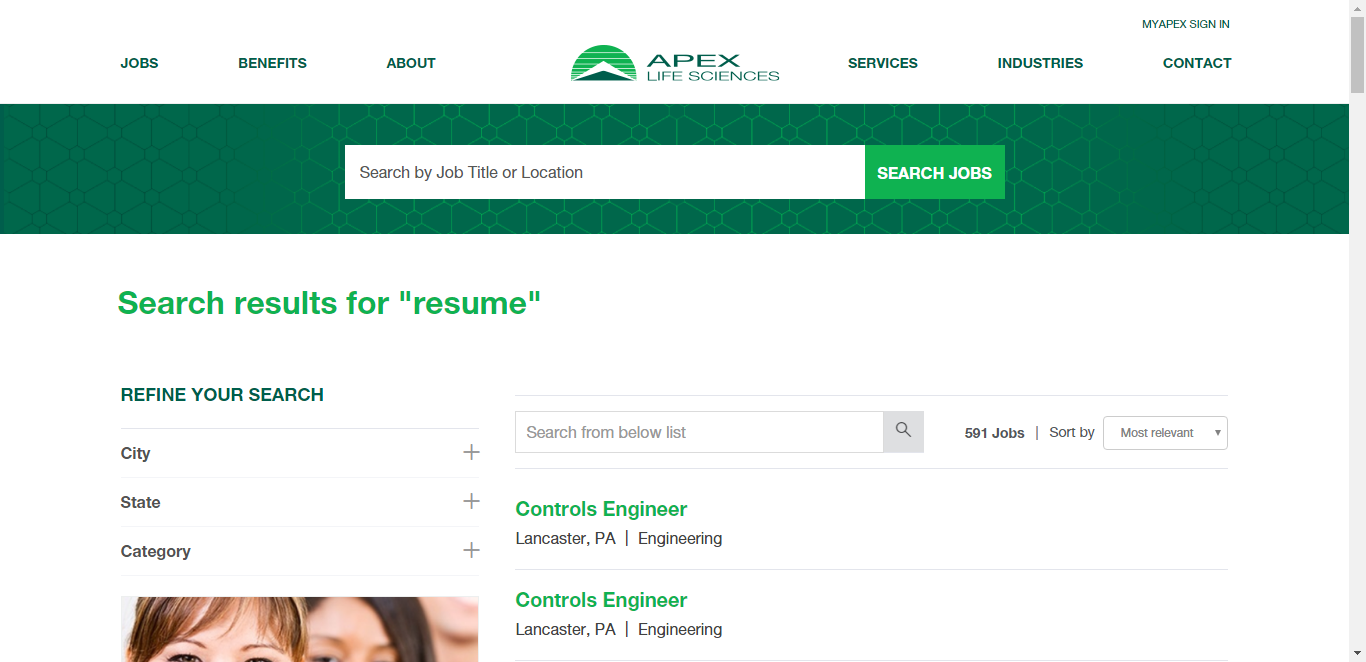 MYAPEX SIGN IN
JOBS BENEFITS ABOUT APEX LIFE SCIENCES SERVICES INDUSTRIES CONTACT
Search by Job Title or Location SEARCH JOBS
Search results for "resume"
REFINE YOUR SEARCH
City
State
Category
Search from below list 591 Jobs | Sort by Most relevant
Controls Engineer
Lancaster, PA | Engineering
Controls Engineer
Lancaster, PA | Engineering